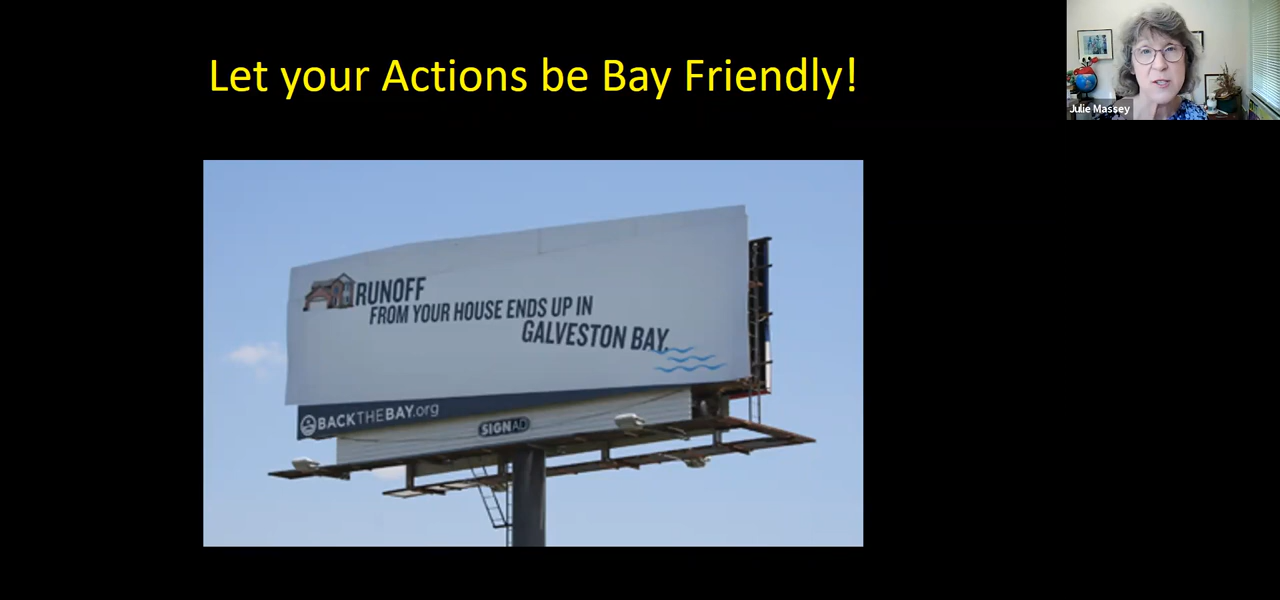 Let your Actions be Bay Friendly!
Julie Massey
RUNOFF
FROM YOUR HOUSE ENDS UP IN
GALVESTON BAY.
BACKTHEBAY.org
SIGNAD